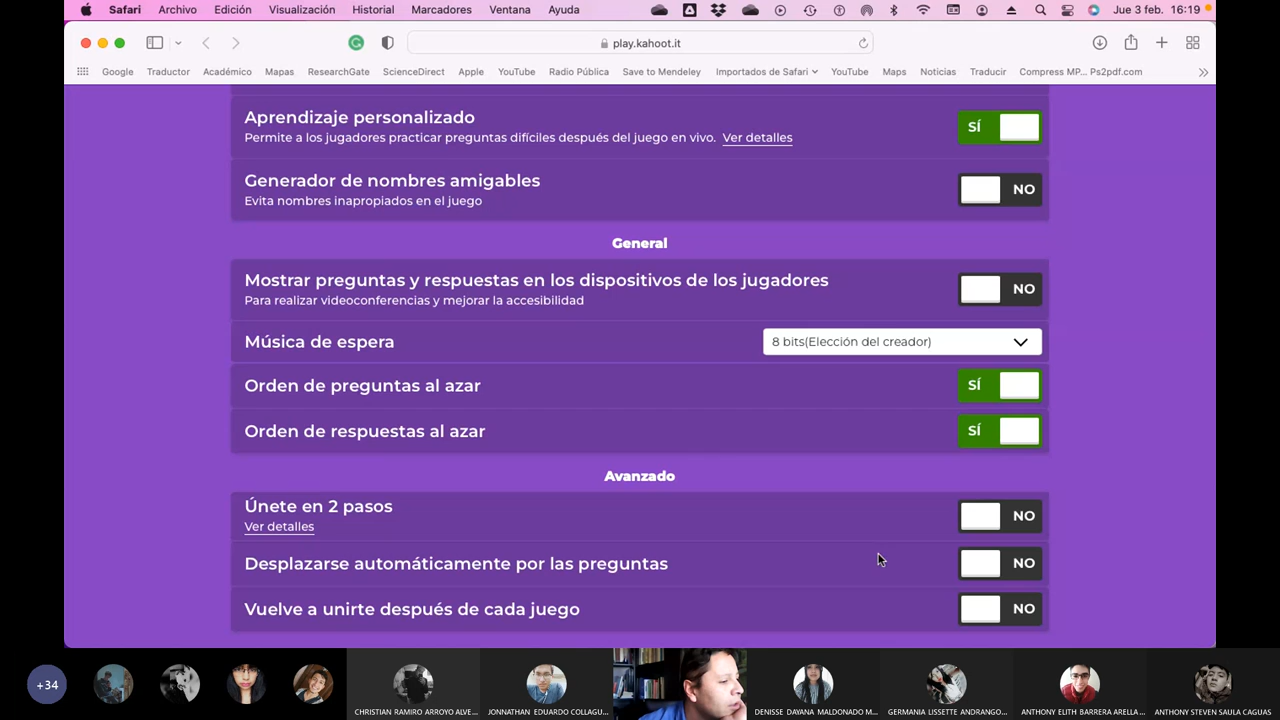 Safari Archivo Edición Visualización Historial Marcadores Ventana Ayuda Jue 3 feb. 16:19
play.kahoot.it
Google Traductor Académico Mapas ResearchGate ScienceDirect Apple YouTube Radio Pública Save to Mendeley Importados de Safari YouTube Maps Noticias Traducir Compress MP... Ps2pdf.com
Aprendizaje personalizado
Permite a los jugadores practicar preguntas difíciles después del juego en vivo. Ver detalles
SÍ
Generador de nombres amigables
Evita nombres inapropiados en el juego
NO
General
Mostrar preguntas y respuestas en los dispositivos de los jugadores
Para realizar videoconferencias y mejorar la accesibilidad
NO
Música de espera 8 bits(Elección del creador)
Orden de preguntas al azar SÍ
Orden de respuestas al azar SÍ
Avanzado
Únete en 2 pasos
Ver detalles
NO
Desplazarse automáticamente por las preguntas NO
Vuelve a unirte después de cada juego NO
+34
CHRISTIAN RAMIRO ARROYO ALVE... JONNATHAN EDUARDO COLLAGU... DENISSE DAYANA MALDONADO M... GERMANIA LISSETTE ANDRANGO... ANTHONY ELITH BARRERA ARELLA ... ANTHONY STEVEN SAULA CAGUAS